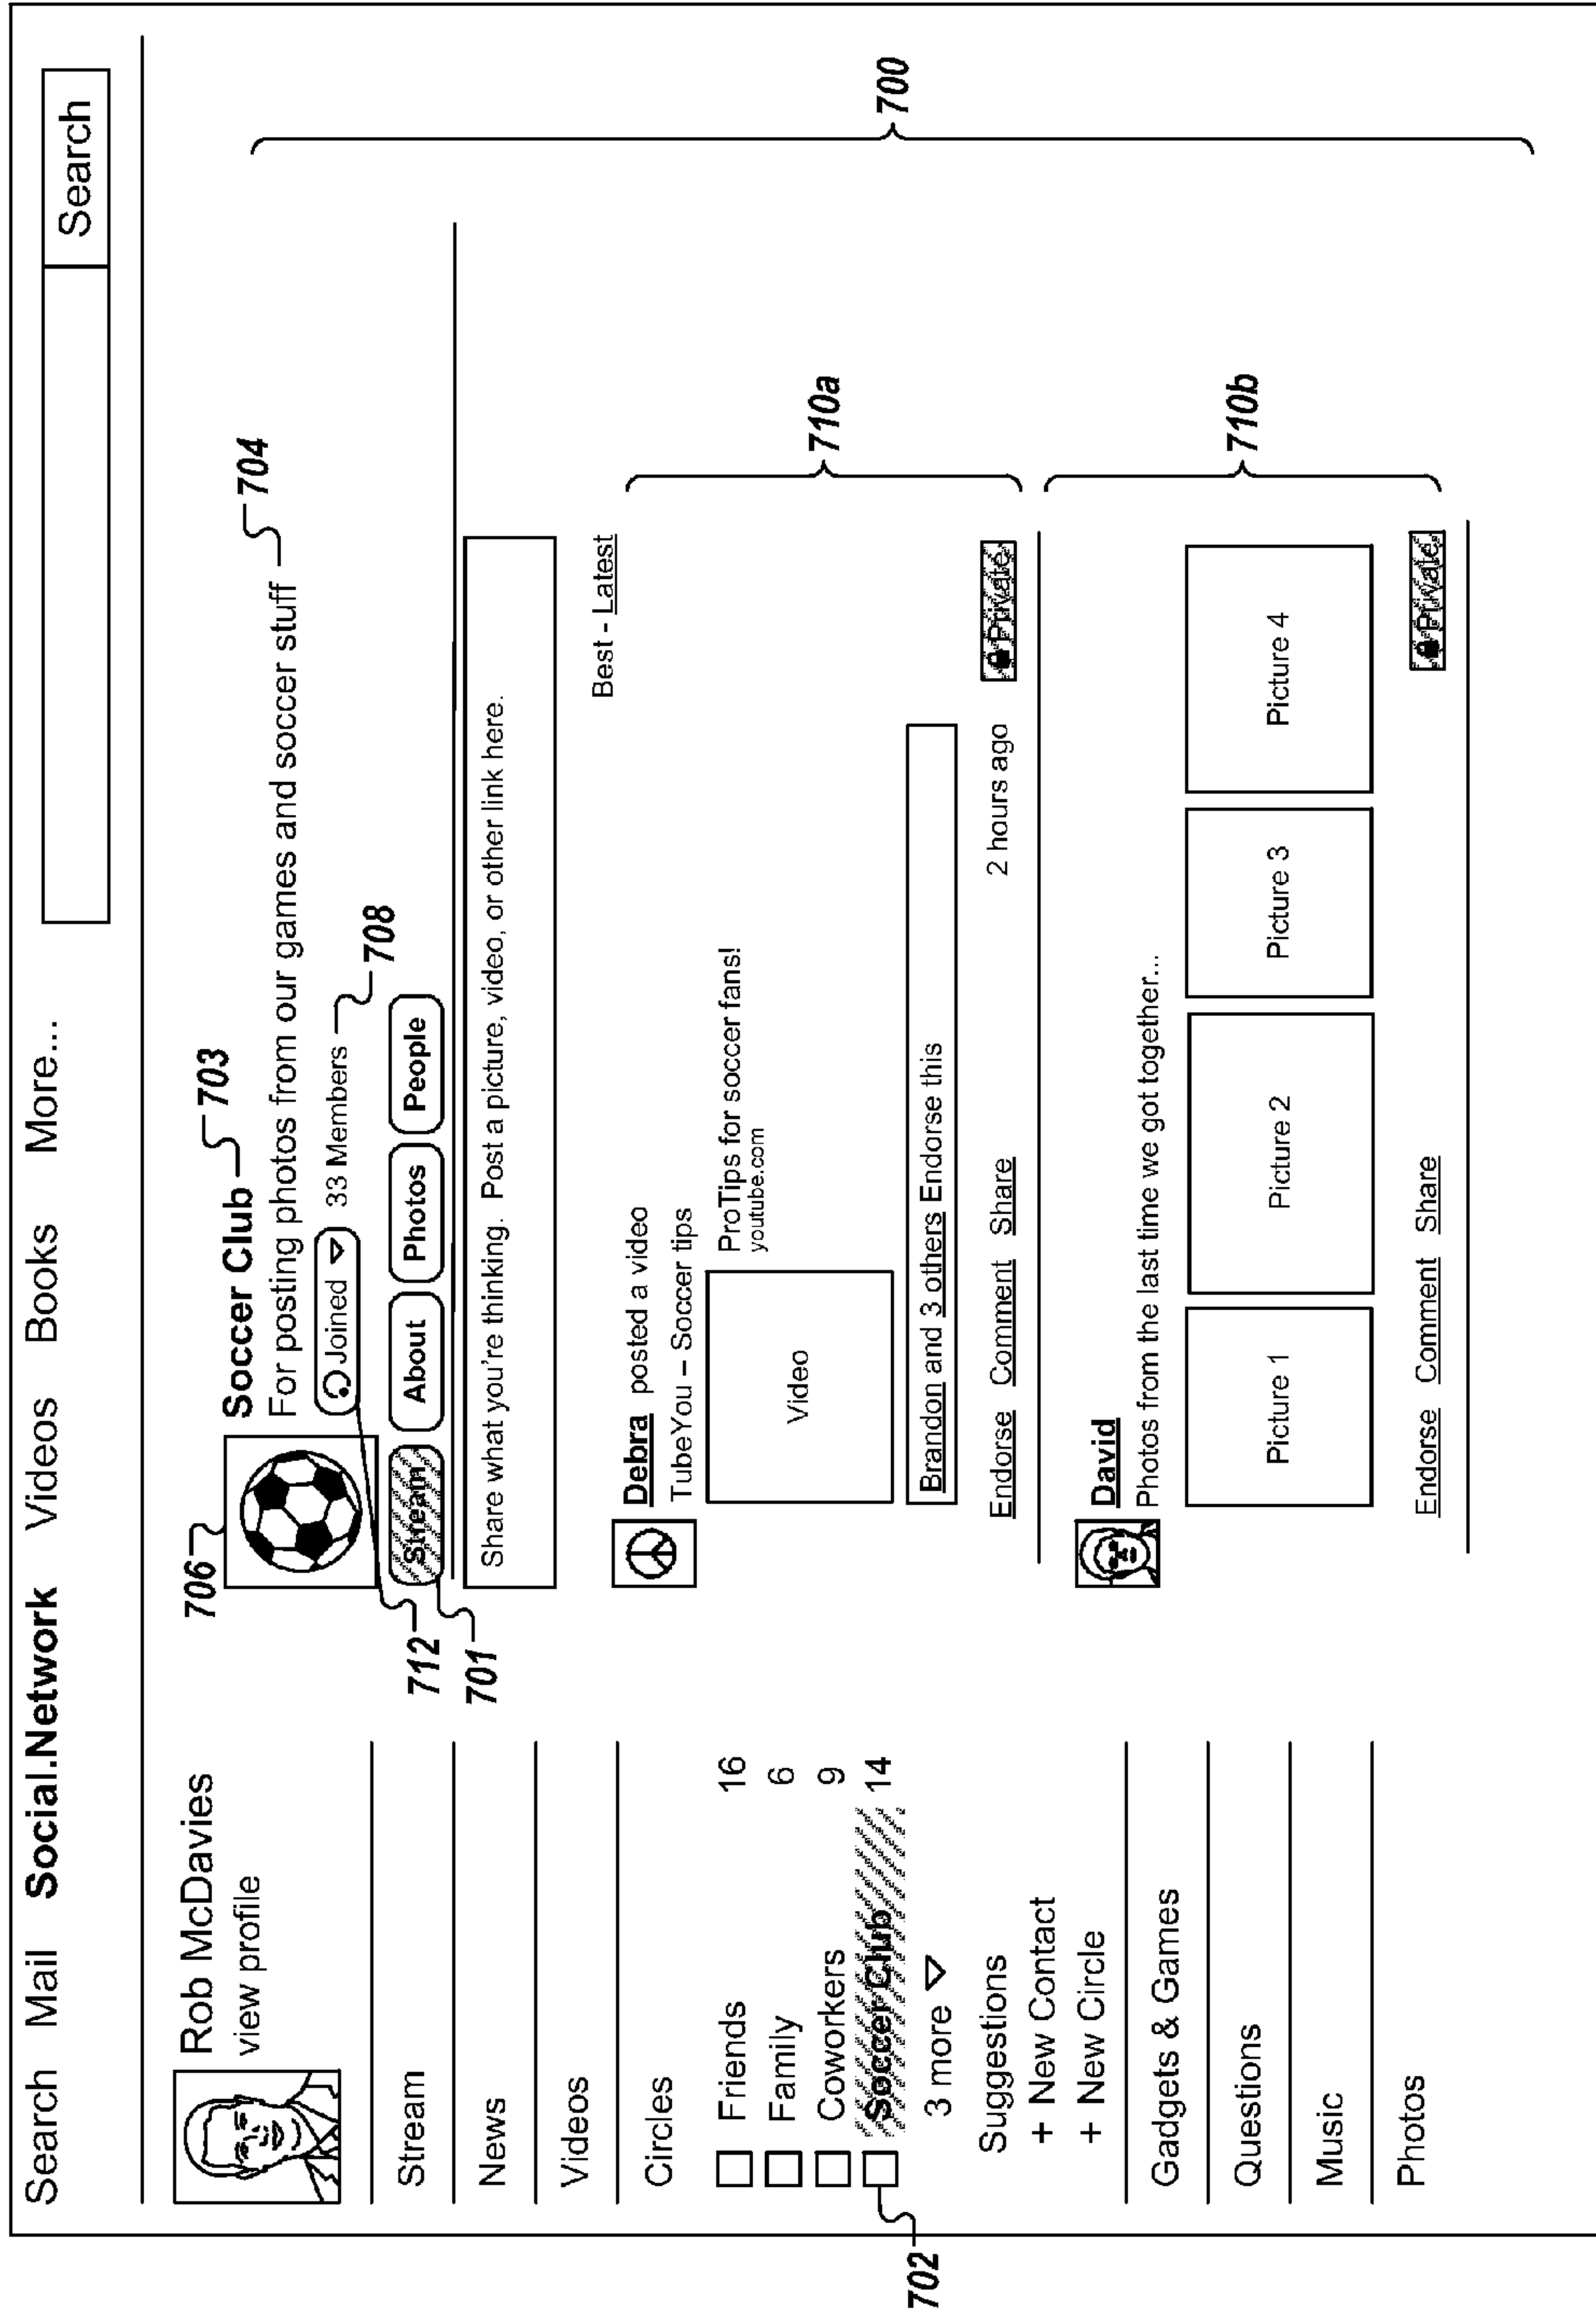 Search Mail Social.Network Videos Books More...
Search
Rob McDavies
view profile
Stream
News
Videos
Circles
Friends 16
Family 6
Coworkers 9
Soccer Club 14
3 more
702
Suggestions
+ New Contact
+ New Circle
Gadgets & Games
Questions
Music
Photos
706
Soccer Club 703
For posting photos from our games and soccer stuff 704
Joined 33 Members 708
Stream About Photos People
712
701
Share what you're thinking. Post a picture, video, or other link here.
Best - Latest
Debra posted a video
TubeYou – Soccer tips
Video
ProTips for soccer fans!
youtube.com
Brandon and 3 others Endorse this
Endorse Comment Share 2 hours ago Private
710a
David
Photos from the last time we got together...
Picture 1 Picture 2 Picture 3 Picture 4
Endorse Comment Share Private
710b
700